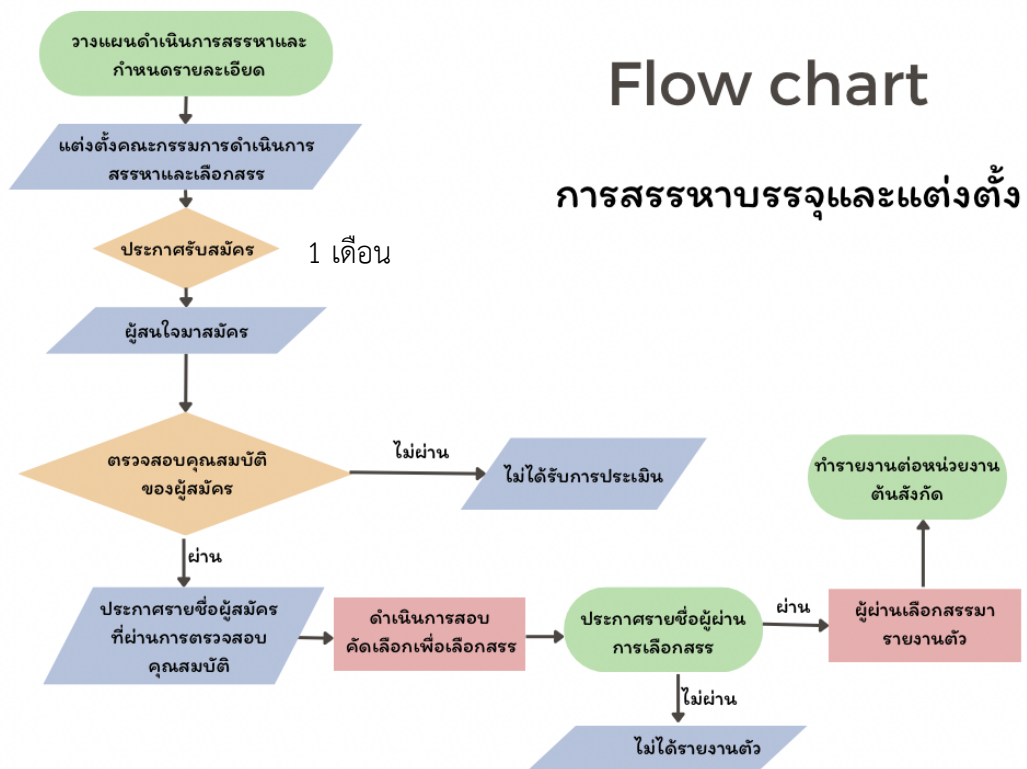 Flow chart
การสรรหาบรรจุและแต่งตั้ง
วางแผนดำเนินการสรรหาและ
กำหนดรายละเอียด
แต่งตั้งคณะกรรมการดำเนินการ
สรรหาและเลือกสรร
ประกาศรับสมัคร
1 เดือน
ผู้สนใจมาสมัคร
ตรวจสอบคุณสมบัติ
ของผู้สมัคร
ไม่ผ่าน
ไม่ได้รับการประเมิน
ผ่าน
ประกาศรายชื่อผู้สมัคร
ที่ผ่านการตรวจสอบ
คุณสมบัติ
ดำเนินการสอบ
คัดเลือกเพื่อเลือกสรร
ประกาศรายชื่อผู้ผ่าน
การเลือกสรร
ผ่าน
ผู้ผ่านเลือกสรรมา
รายงานตัว
ทำรายงานต่อหน่วยงาน
ต้นสังกัด
ไม่ผ่าน
ไม่ได้รายงานตัว